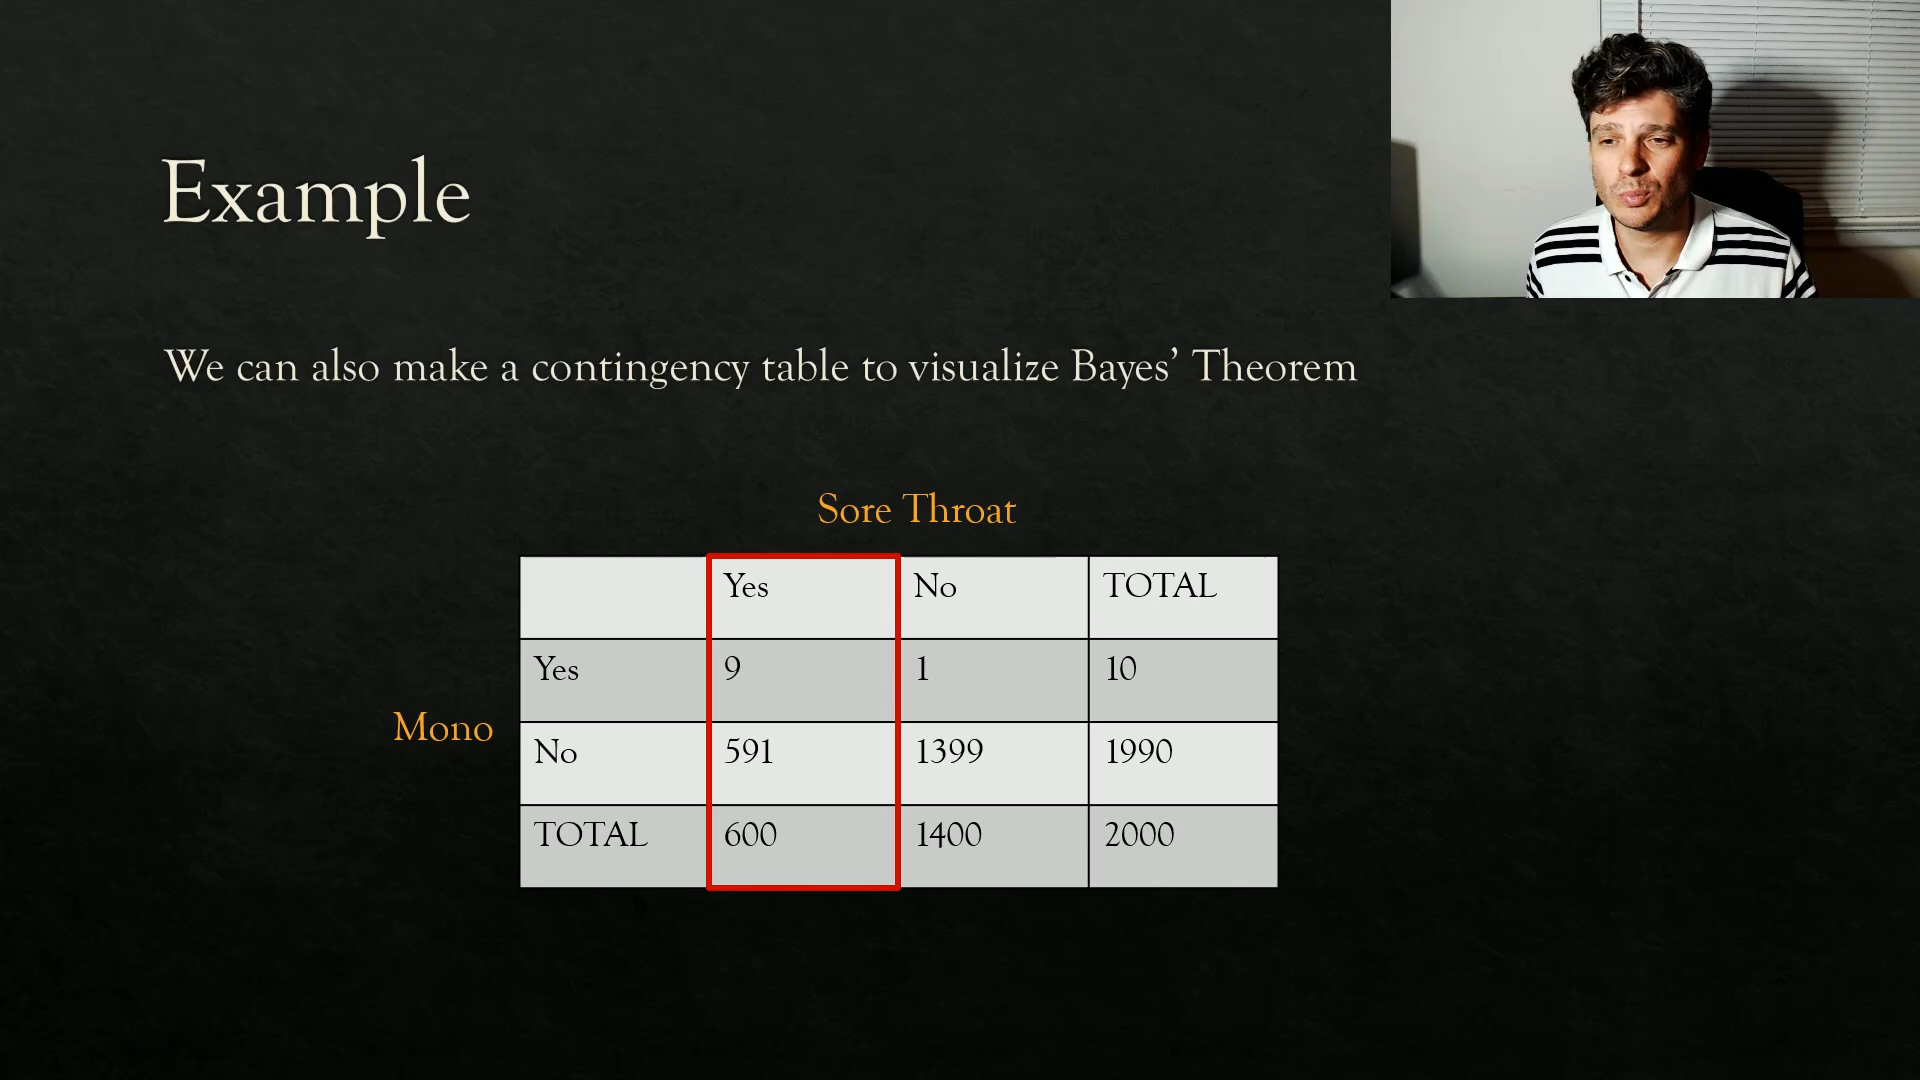 Example
We can also make a contingency table to visualize Bayes’ Theorem
Sore Throat
Yes No TOTAL
Yes 9 1 10
Mono
No 591 1399 1990
TOTAL 600 1400 2000